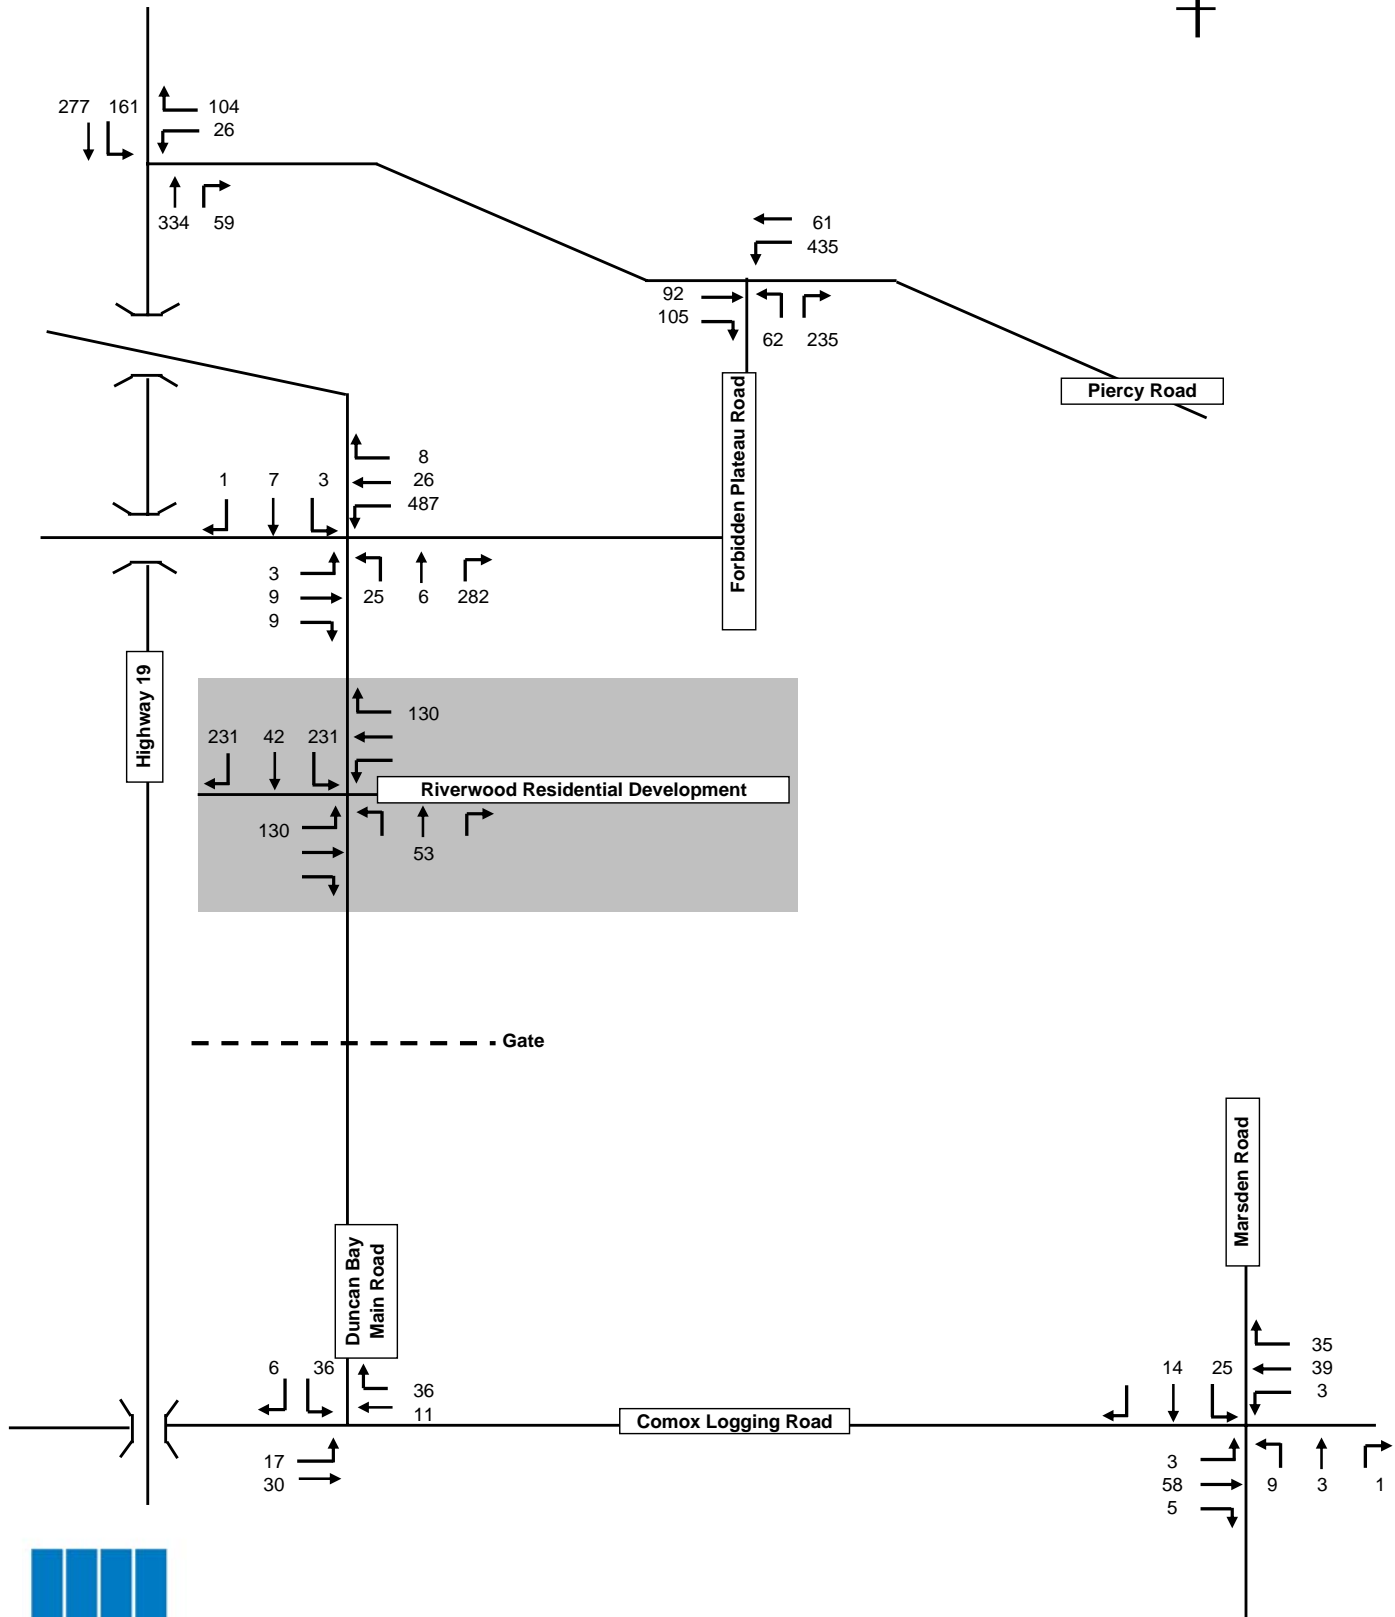 277 161 104
26
334 59
61
435
92
105
62 235
Piercy Road
Forbidden Plateau Road
8
1 7 3 26
487
3
9 25 6 282
9
Highway 19
130
231 42 231
Riverwood Residential Development
130
53
Gate
Marsden Road
Duncan Bay
Main Road
6 36
36
11
Comox Logging Road
17
30
35
14 25 39
3
3
58 9 3 1
5